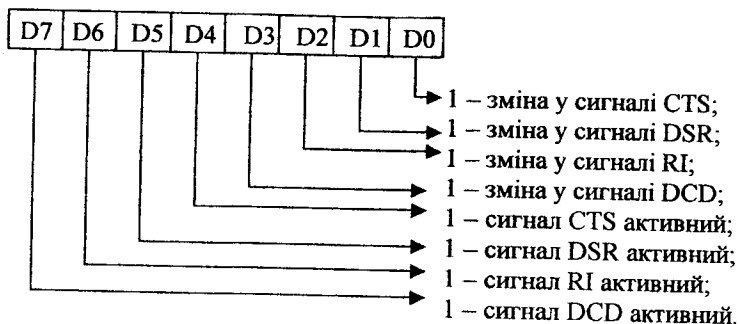 D7 D6 D5 D4 D3 D2 D1 D0
1 – зміна у сигналі CTS;
1 – зміна у сигналі DSR;
1 – зміна у сигналі RI;
1 – зміна у сигналі DCD;
1 – сигнал CTS активний;
1 – сигнал DSR активний;
1 – сигнал RI активний;
1 – сигнал DCD активний.